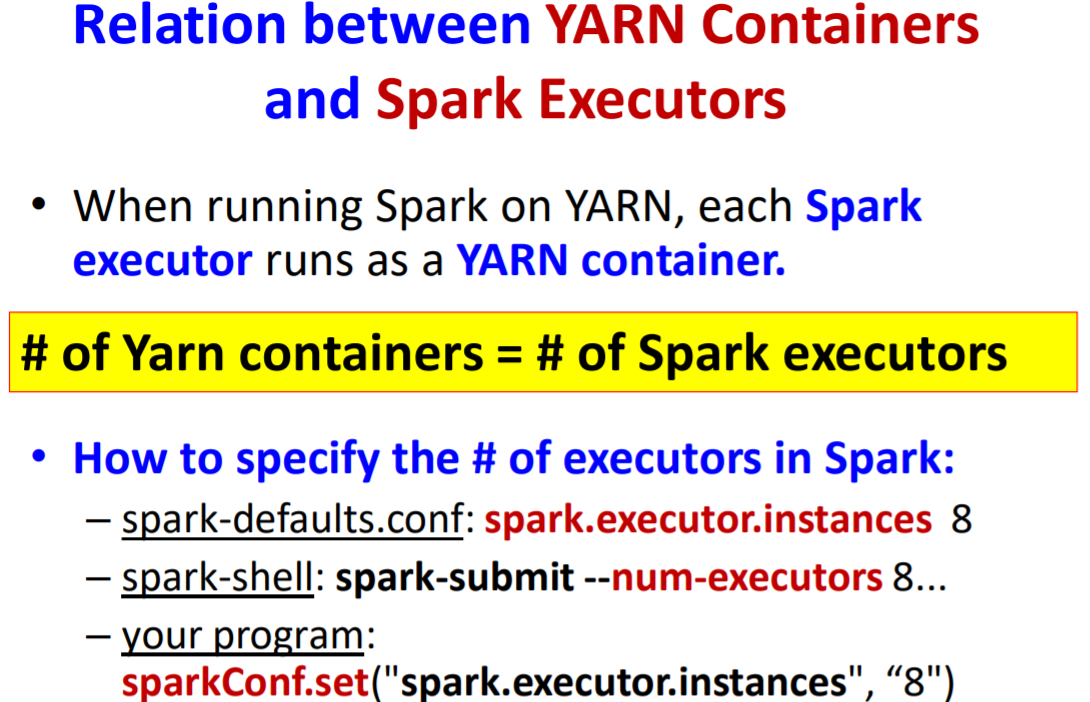 Relation between YARN Containers
and Spark Executors
• When running Spark on YARN, each Spark
executor runs as a YARN container.
# of Yarn containers = # of Spark executors
• How to specify the # of executors in Spark:
– spark-defaults.conf: spark.executor.instances 8
– spark-shell: spark-submit --num-executors 8...
– your program:
sparkConf.set("spark.executor.instances", “8")